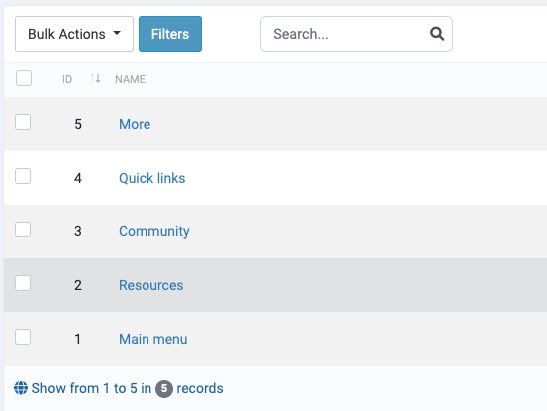 Bulk Actions Filters Search...
ID NAME
5 More
4 Quick links
3 Community
2 Resources
1 Main menu
Show from 1 to 5 in 5 records